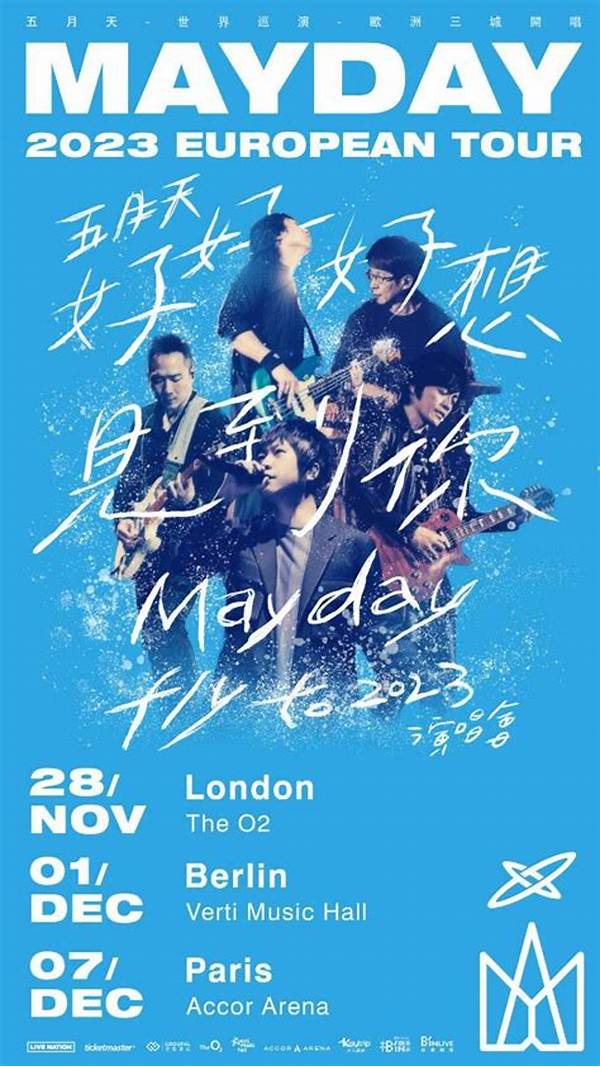 五月天-世界巡演-歐洲三城開唱
MAYDAY
2023 EUROPEAN TOUR
五月天
好好好想
見到你
Mayday
fly to 2023
演唱會
28/
NOV
London
The O2
01/
DEC
Berlin
Verti Music Hall
07/
DEC
Paris
Accor Arena
LIVE NATION ticketmaster The O2 ACCOR ARENA Kaytrip B'INLIVE